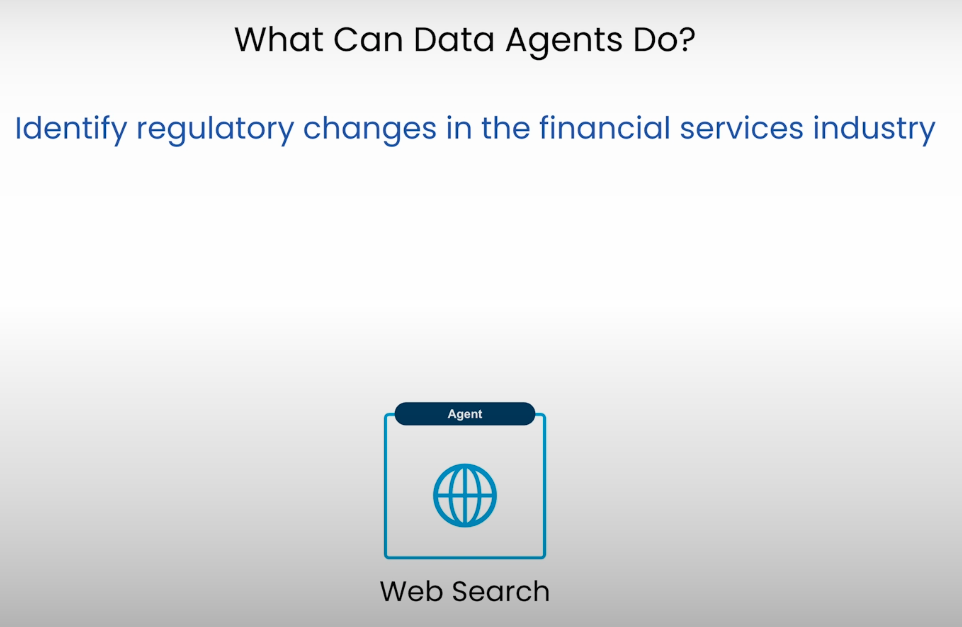 What Can Data Agents Do?
Identify regulatory changes in the financial services industry
Agent
Web Search